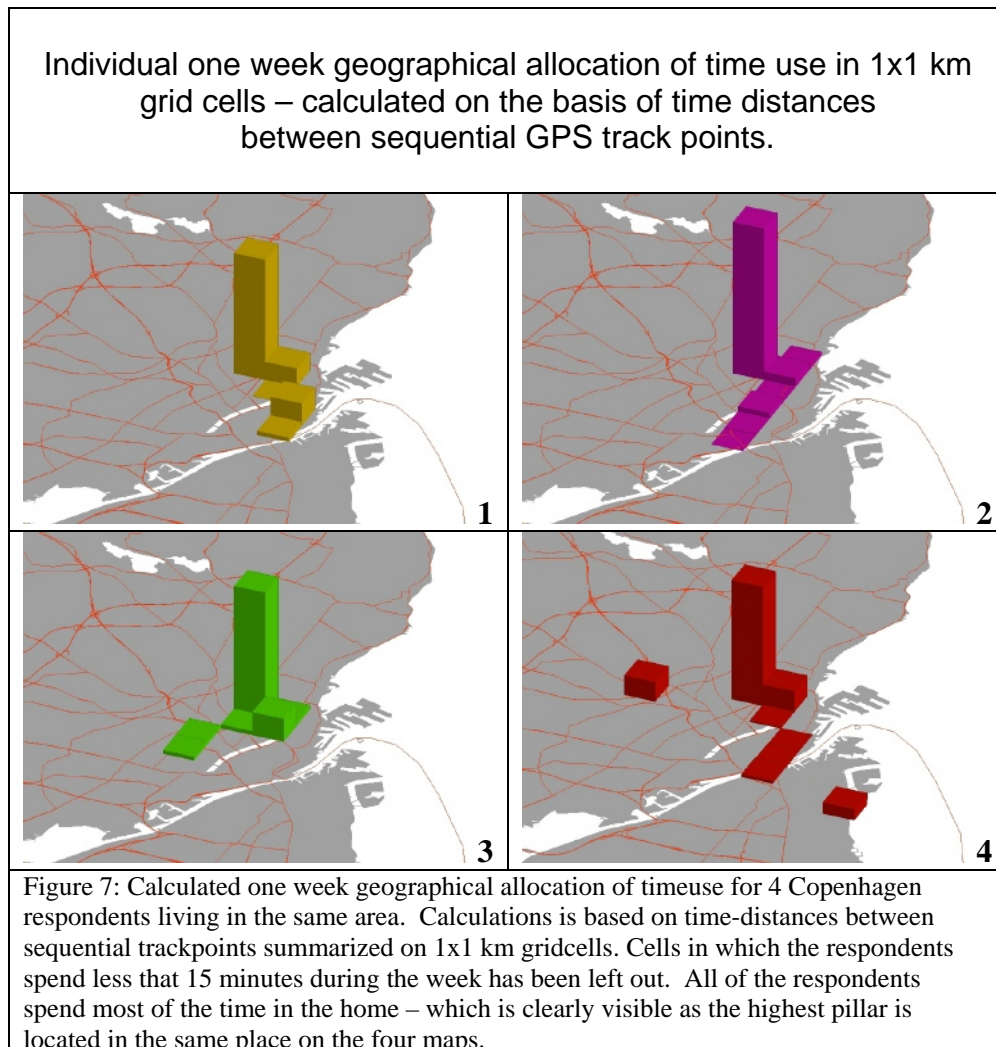 Individual one week geographical allocation of time use in 1x1 km
grid cells – calculated on the basis of time distances
between sequential GPS track points.
1
2
3
4
Figure 7: Calculated one week geographical allocation of timeuse for 4 Copenhagen
respondents living in the same area.  Calculations is based on time-distances between
sequential trackpoints summarized on 1x1 km gridcells. Cells in which the respondents
spend less that 15 minutes during the week has been left out.  All of the respondents
spend most of the time in the home – which is clearly visible as the highest pillar is
located in the same place on the four maps.